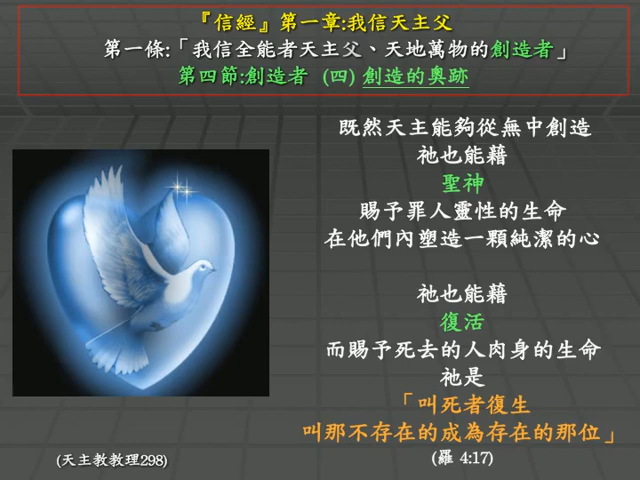 『信經』第一章:我信天主父
第一條:「我信全能者天主父、天地萬物的創造者」
第四節:創造者 (四) 創造的奧跡
既然天主能夠從無中創造
祂也能藉
聖神
賜予罪人靈性的生命
在他們內塑造一顆純潔的心
祂也能藉
復活
而賜予死去的人肉身的生命
祂是
「叫死者復生
叫那不存在的成為存在的那位」
(羅 4:17)
(天主教教理298)